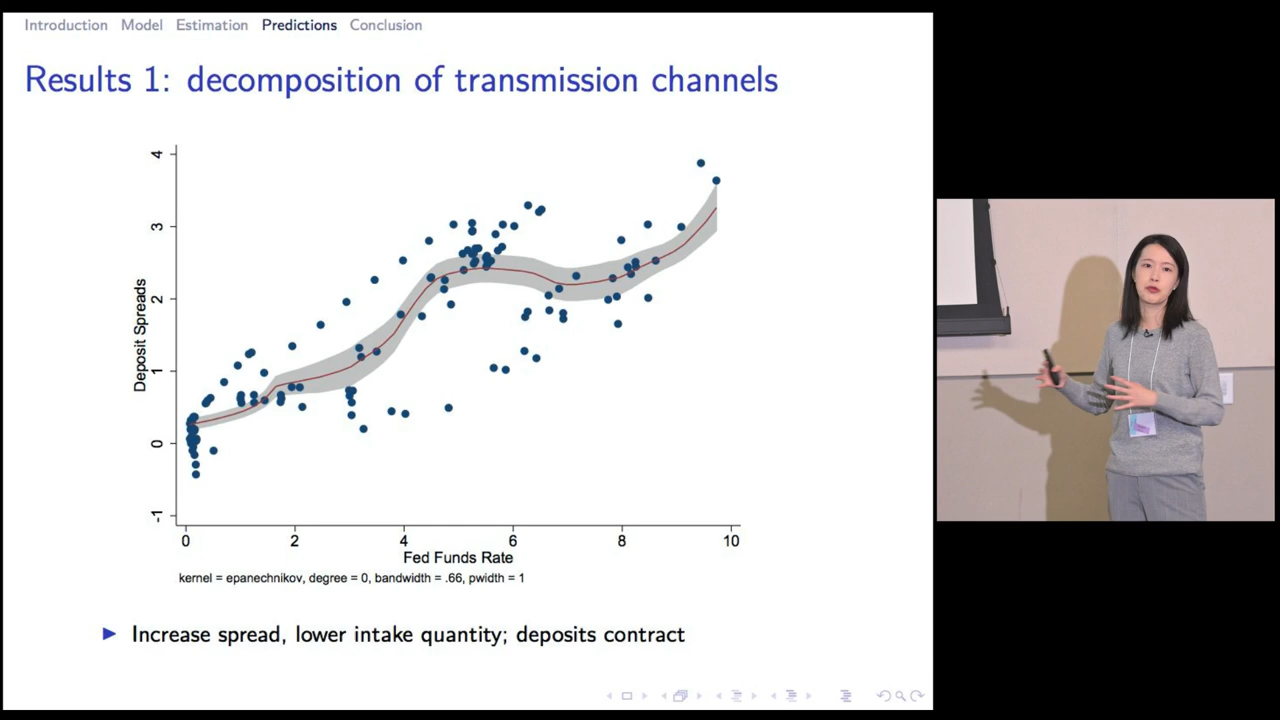 Introduction Model Estimation Predictions Conclusion
Results 1: decomposition of transmission channels
4
3
2
1
0
-1
Deposit Spreads
0 2 4 6 8 10
Fed Funds Rate
kernel = epanechnikov, degree = 0, bandwidth = .66, pwidth = 1
Increase spread, lower intake quantity; deposits contract